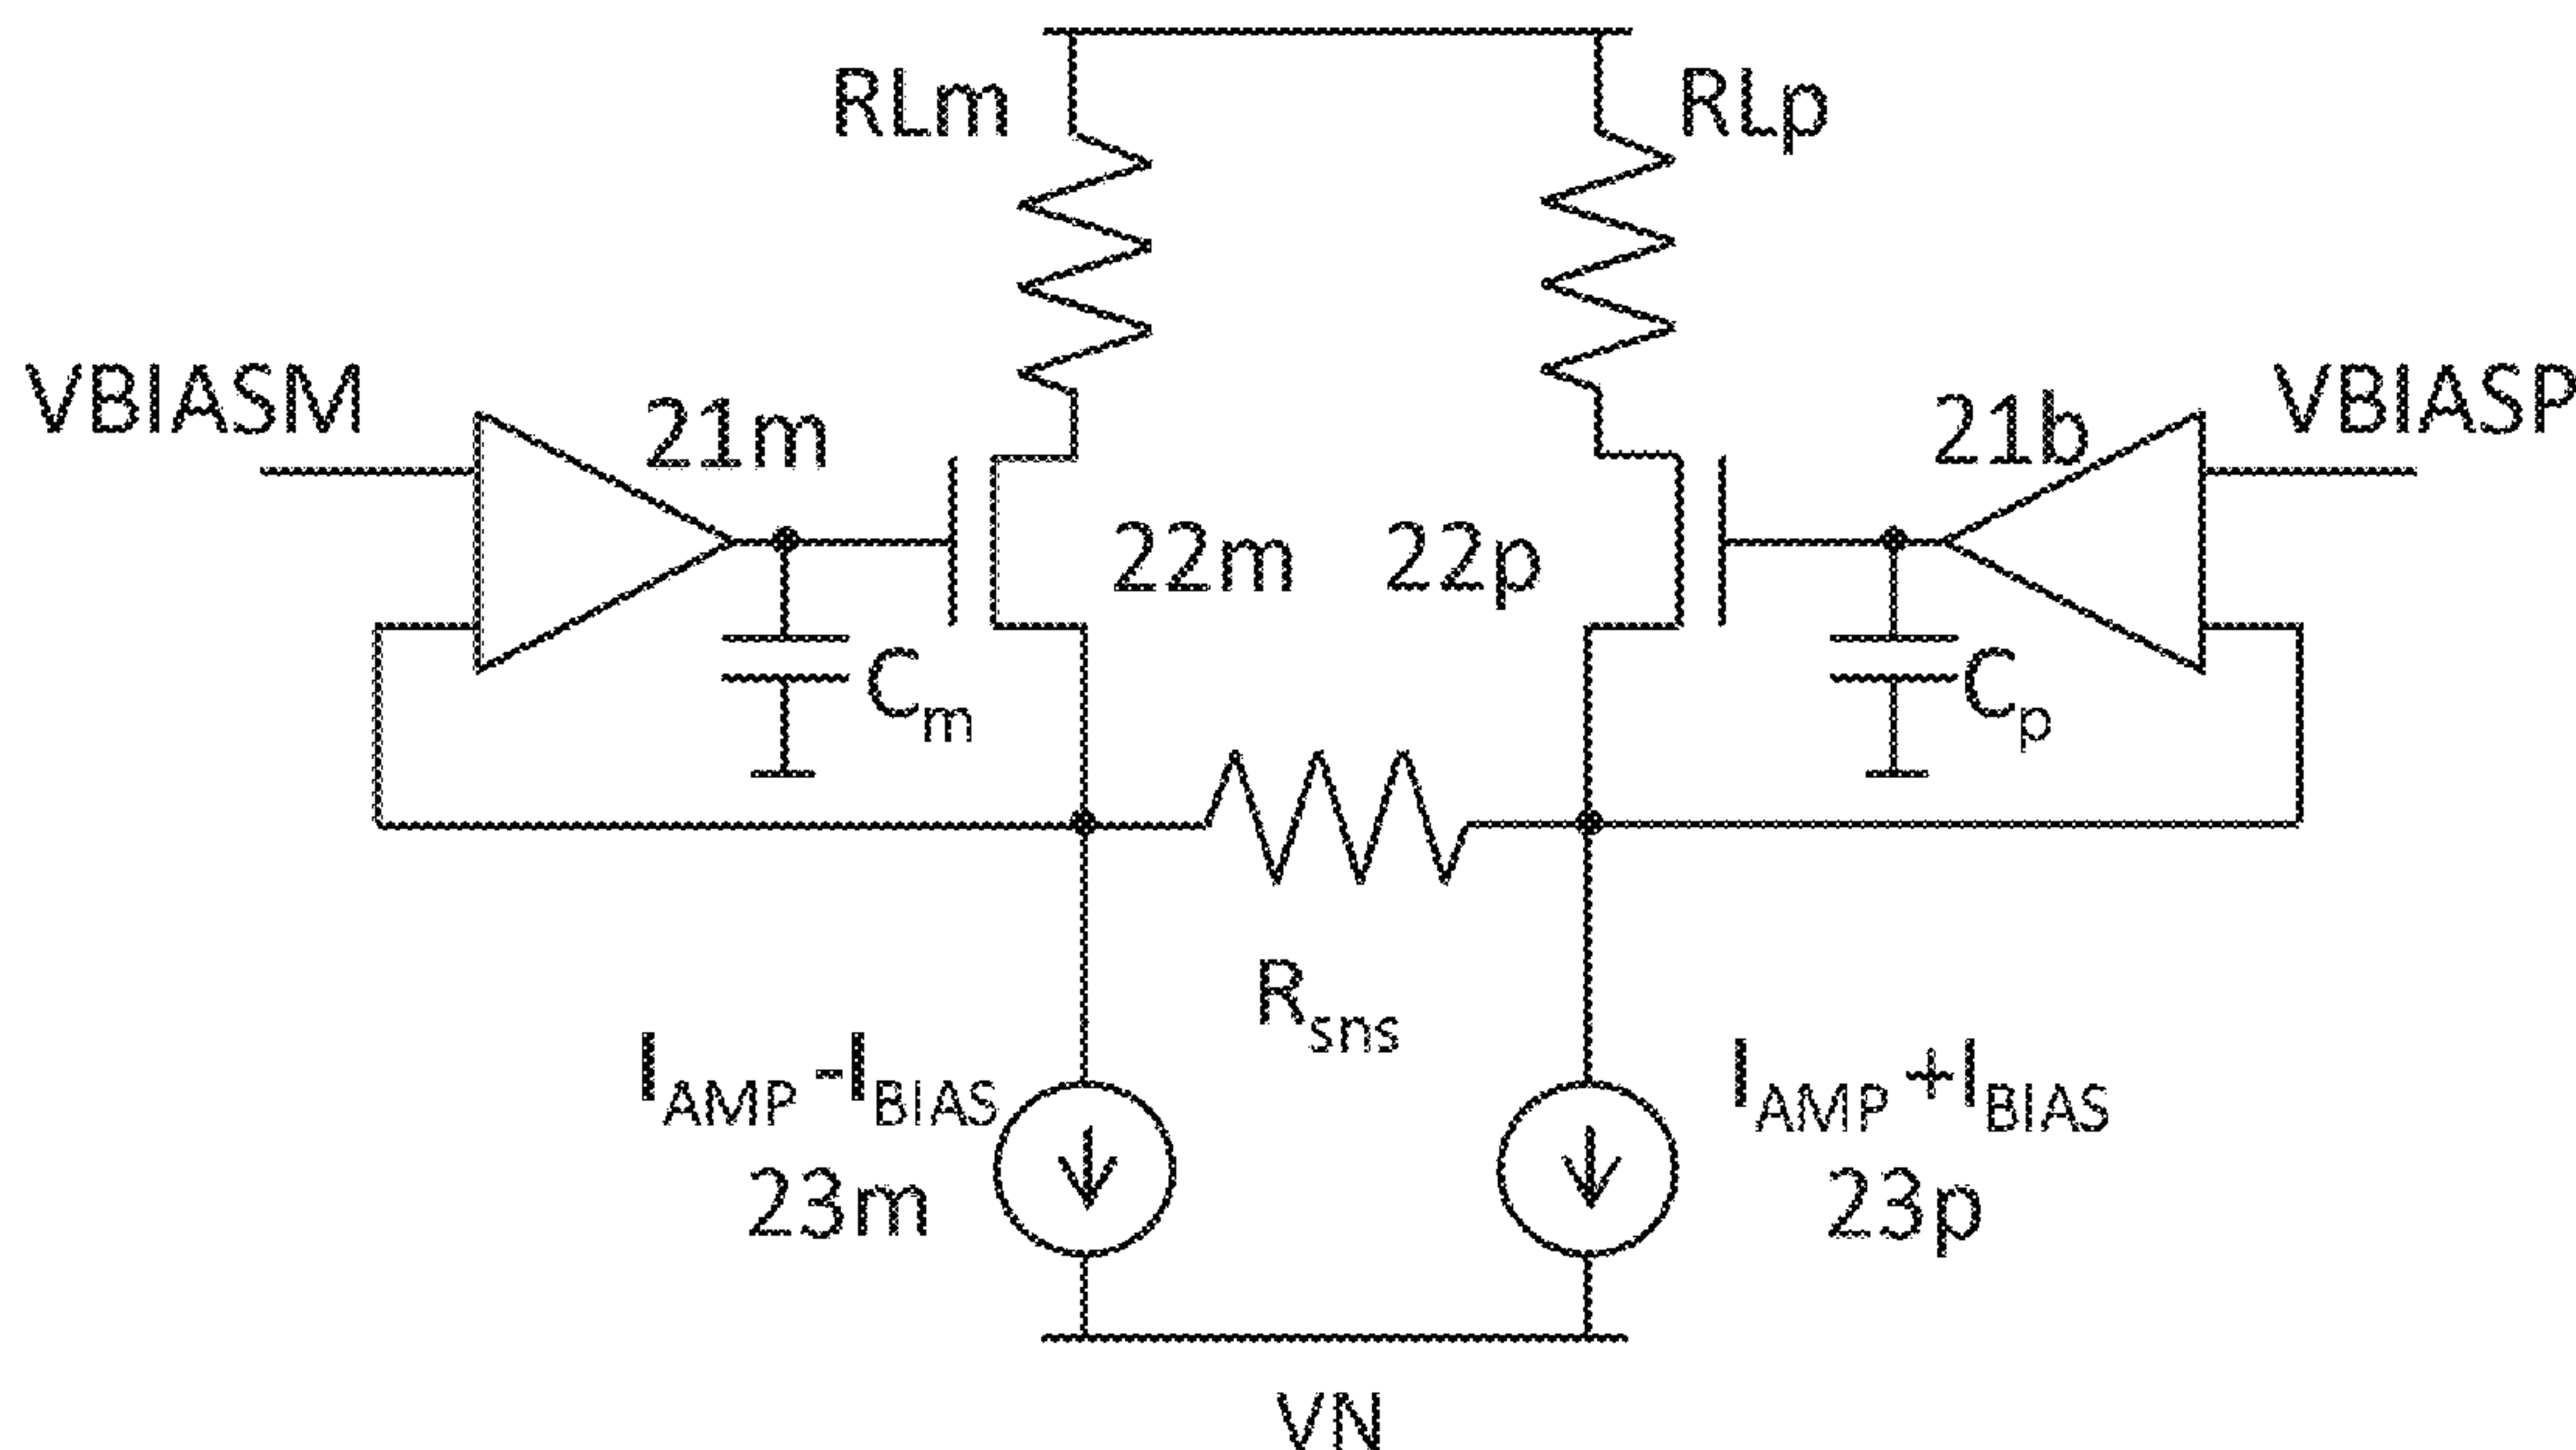 RLm
RLp
VBIASM
21m
21b
VBIASP
22m
22p
Cm
Cp
Rsns
IAMP -IBIAS
23m
IAMP +IBIAS
23p
VN